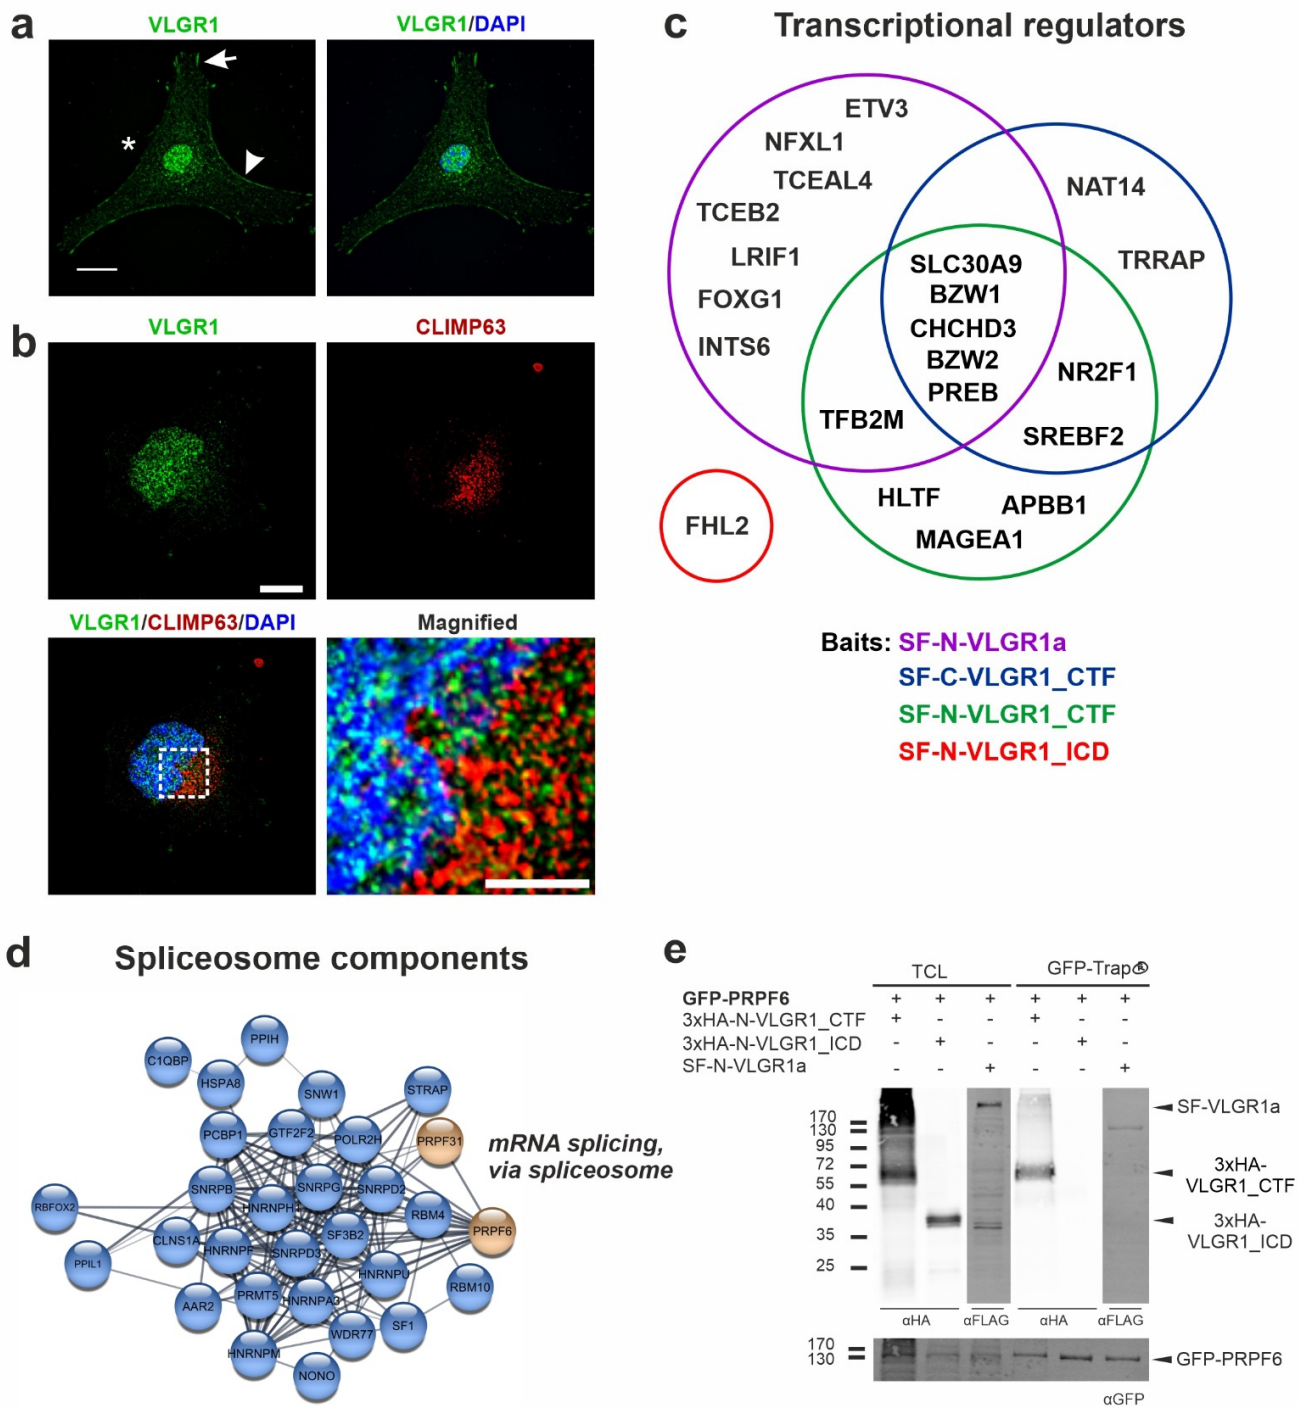 a
VLGR1
VLGR1/DAPI
*
b
VLGR1
CLIMP63
VLGR1/CLIMP63/DAPI
Magnified
c
Transcriptional regulators
ETV3
NFXL1
TCEAL4
TCEB2
LRIF1
FOXG1
INTS6
NAT14
TRRAP
SLC30A9
BZW1
CHCHD3
BZW2
PREB
NR2F1
TFB2M
SREBF2
HLTF
APBB1
MAGEA1
FHL2
Baits: SF-N-VLGR1a
SF-C-VLGR1_CTF
SF-N-VLGR1_CTF
SF-N-VLGR1_ICD
d
Spliceosome components
PPIH
C1QBP
HSPA8
SNW1
STRAP
PCBP1
GTF2F2
POLR2H
PRPF31
mRNA splicing,
via spliceosome
SNRPB
SNRPG
SNRPD2
HNRNPH1
RBM4
RBFOX2
PRPF6
CLNS1A
HNRNPF
SNRPD3
SF3B2
PPIL1
HNRNPU
RBM10
AAR2
PRMT5
HNRNPA3
SF1
WDR77
HNRNPM
NONO
e
TCL
GFP-Trap®
GFP-PRPF6 + + + + + +
3xHA-N-VLGR1_CTF + - - + - -
3xHA-N-VLGR1_ICD - + - - + -
SF-N-VLGR1a - - + - - +
170
130
95
72
55
40
35
25
SF-VLGR1a
3xHA-
VLGR1_CTF
3xHA-
VLGR1_ICD
αHA
αFLAG
αHA
αFLAG
170
130
GFP-PRPF6
αGFP